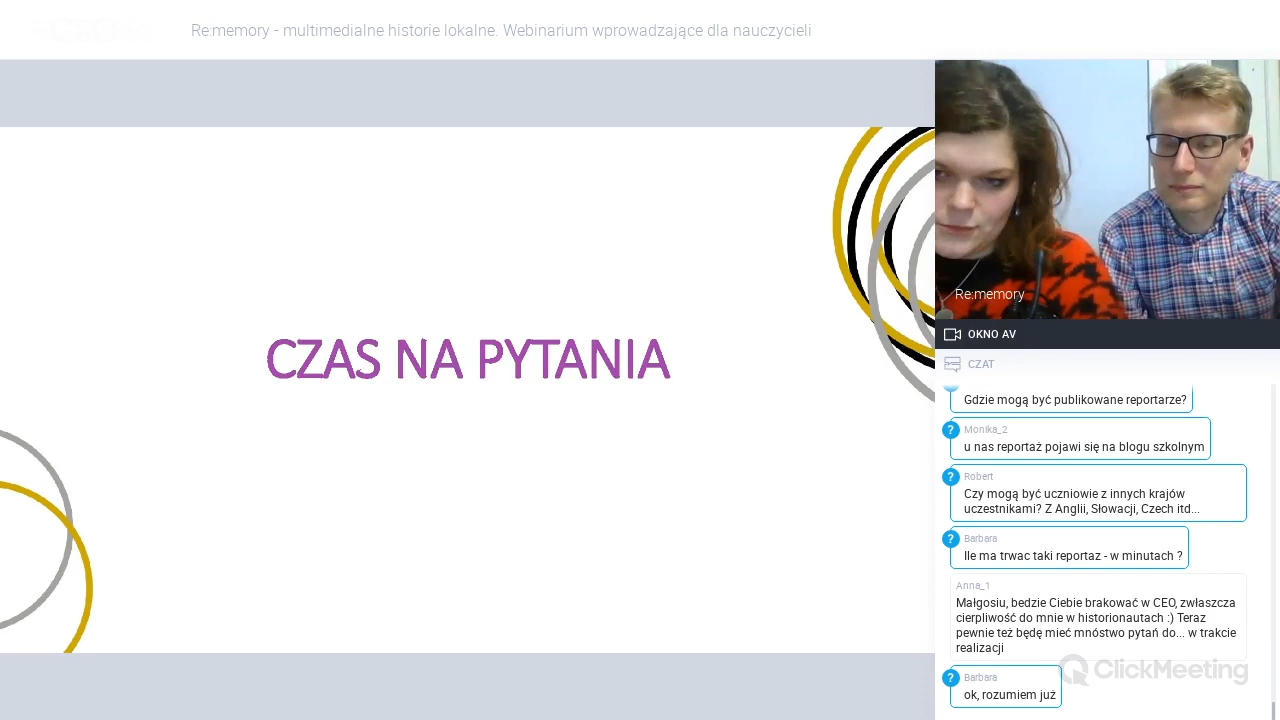 Re:memory - multimedialne historie lokalne. Webinarium wprowadzające dla nauczycieli
CZAS NA PYTANIA
Re:memory
OKNO AV
CZAT
Gdzie mogą być publikowane reportarze?
?
Monika_2
u nas reportaż pojawi się na blogu szkolnym
?
Robert
Czy mogą być uczniowie z innych krajów
uczestnikami? Z Anglii, Słowacji, Czech itd...
?
Barbara
Ile ma trwac taki reportaz - w minutach ?
Anna_1
Małgosiu, bedzie Ciebie brakować w CEO, zwłaszcza
cierpliwość do mnie w historionautach :) Teraz
pewnie też będę mieć mnóstwo pytań do... w trakcie
realizacji
ClickMeeting
?
Barbara
ok, rozumiem już